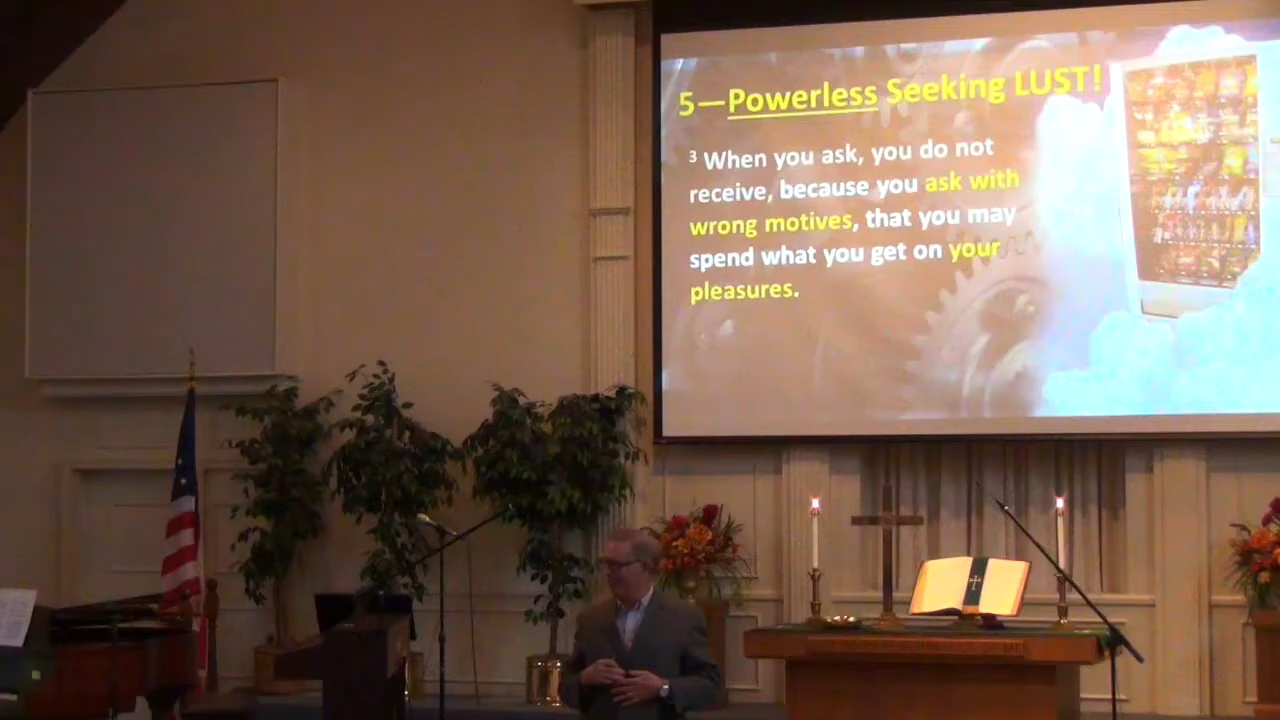 5—Powerless Seeking LUST!
3 When you ask, you do not
receive, because you ask with
wrong motives, that you may
spend what you get on your
pleasures.